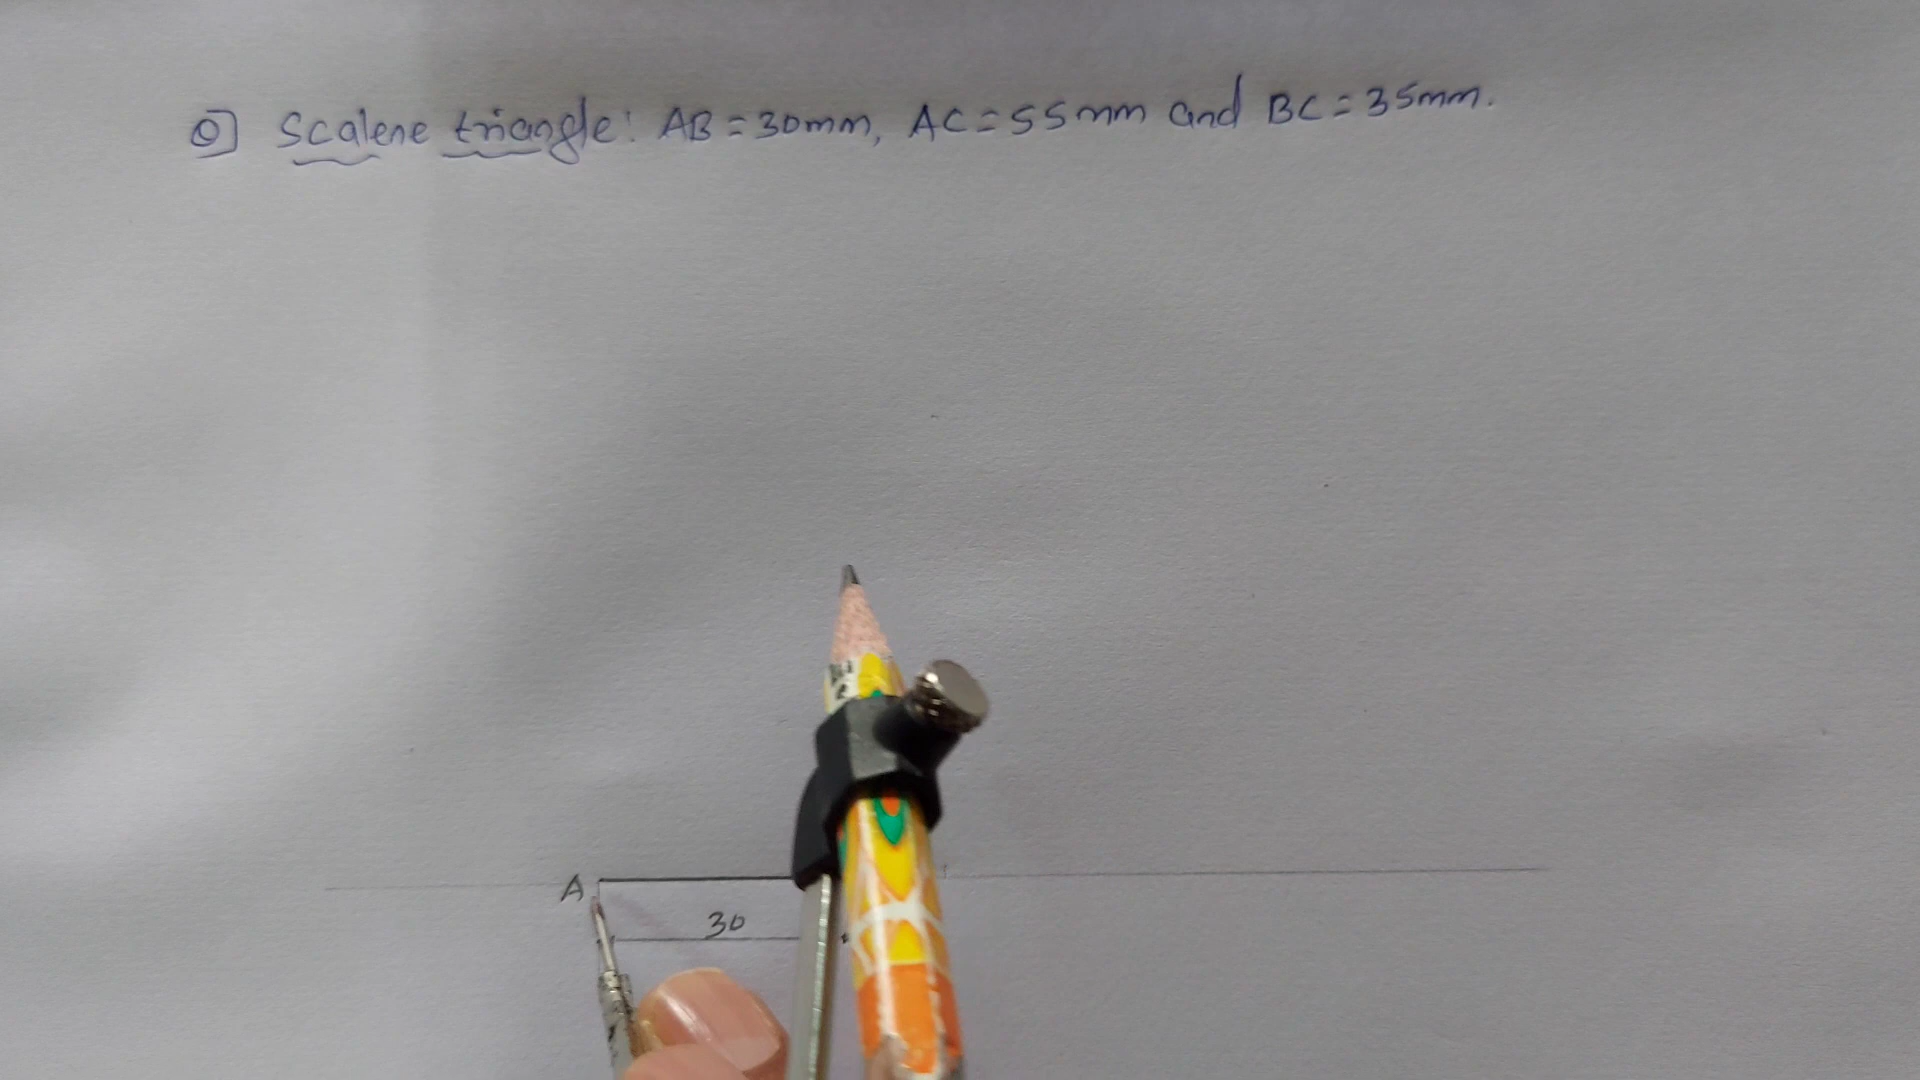 Scalene triangle: AB = 30mm, AC = 55mm and BC = 35mm.
A
30